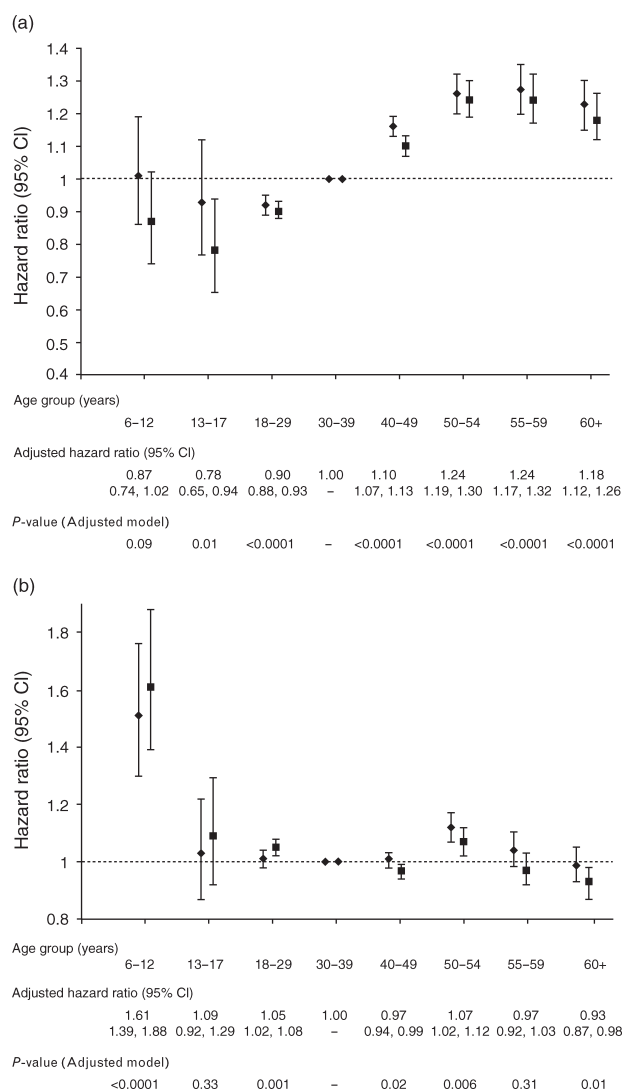 (a)
1.4
1.3
1.2
1.1
1
0.9
0.8
0.7
0.6
0.5
0.4
Hazard ratio (95% CI)
Age group (years)
6–12 13–17 18–29 30–39 40–49 50–54 55–59 60+
Adjusted hazard ratio (95% CI)
0.87 0.78 0.90 1.00 1.10 1.24 1.24 1.18
0.74, 1.02 0.65, 0.94 0.88, 0.93 – 1.07, 1.13 1.19, 1.30 1.17, 1.32 1.12, 1.26
P-value (Adjusted model)
0.09 0.01 <0.0001 – <0.0001 <0.0001 <0.0001 <0.0001
(b)
1.8
1.6
1.4
1.2
1
0.8
Hazard ratio (95% CI)
Age group (years)
6–12 13–17 18–29 30–39 40–49 50–54 55–59 60+
Adjusted hazard ratio (95% CI)
1.61 1.09 1.05 1.00 0.97 1.07 0.97 0.93
1.39, 1.88 0.92, 1.29 1.02, 1.08 – 0.94, 0.99 1.02, 1.12 0.92, 1.03 0.87, 0.98
P-value (Adjusted model)
<0.0001 0.33 0.001 – 0.02 0.006 0.31 0.01